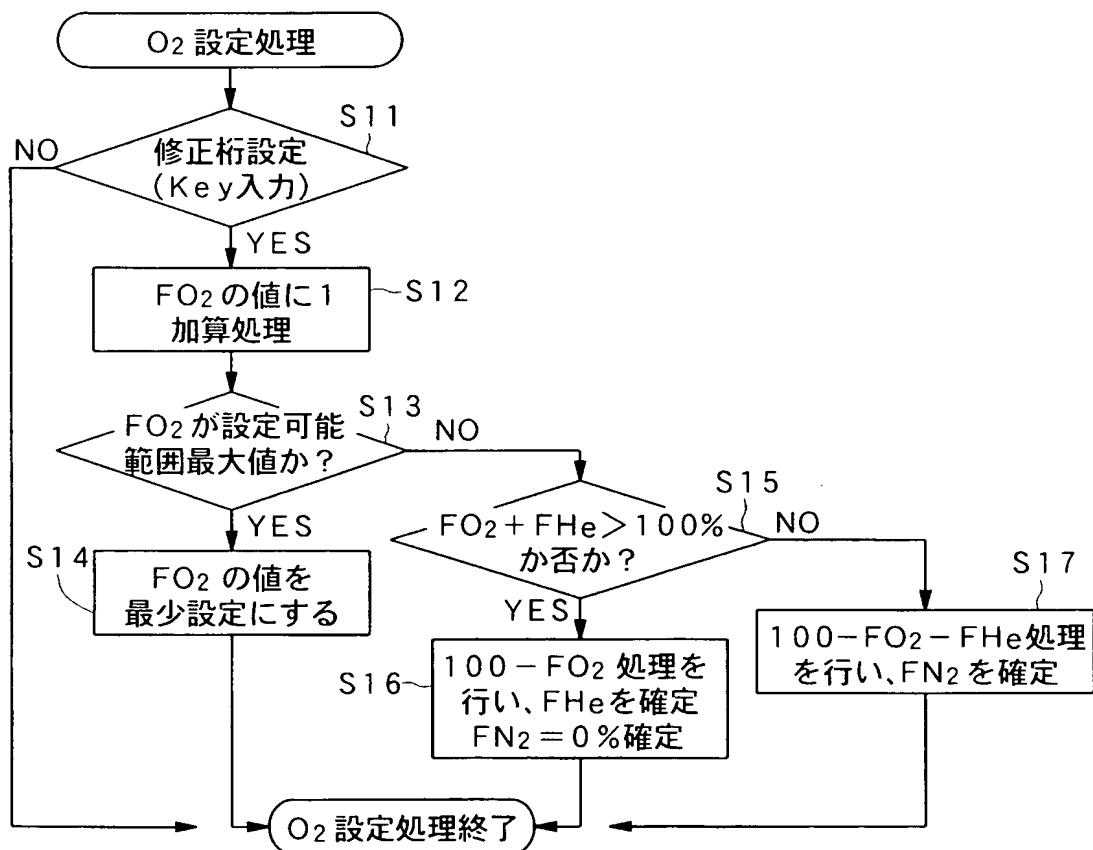 O₂ 設定処理
S11
NO
修正桁設定
(Key入力)
YES
FO₂の値に1
加算処理
S12
S13
FO₂が設定可能
範囲最大値か?
NO
YES
S15
FO₂+FHe>100%
か否か?
NO
YES
S14
FO₂の値を
最少設定にする
S17
100-FO₂-FHe処理
を行い、FN₂を確定
S16
100-FO₂処理を
行い、FHeを確定
FN₂=0%確定
O₂設定処理終了